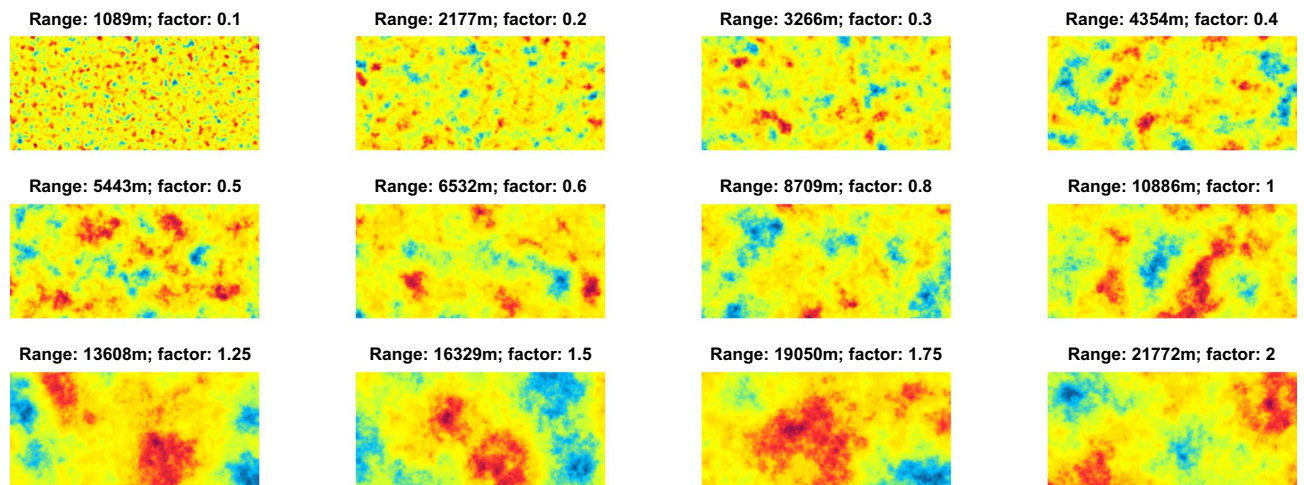 Range: 1089m; factor: 0.1
Range: 2177m; factor: 0.2
Range: 3266m; factor: 0.3
Range: 4354m; factor: 0.4
Range: 5443m; factor: 0.5
Range: 6532m; factor: 0.6
Range: 8709m; factor: 0.8
Range: 10886m; factor: 1
Range: 13608m; factor: 1.25
Range: 16329m; factor: 1.5
Range: 19050m; factor: 1.75
Range: 21772m; factor: 2